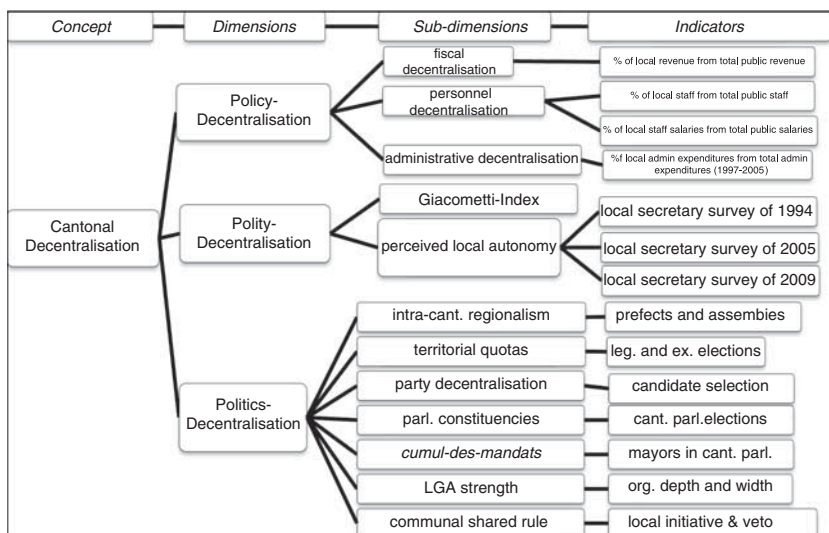 Concept
Dimensions
Sub-dimensions
Indicators
fiscal
decentralisation
% of local revenue from total public revenue
Policy-
Decentralisation
personnel
decentralisation
% of local staff from total public staff
% of local staff salaries from total public salaries
administrative decentralisation
%f local admin expenditures from total admin
expenditures (1997-2005)
Cantonal
Decentralisation
Polity-
Decentralisation
Giacometti-Index
perceived local autonomy
local secretary survey of 1994
local secretary survey of 2005
local secretary survey of 2009
Politics-
Decentralisation
intra-cant. regionalism
prefects and assembies
territorial quotas
leg. and ex. elections
party decentralisation
candidate selection
parl. constituencies
cant. parl.elections
cumul-des-mandats
mayors in cant. parl.
LGA strength
org. depth and width
communal shared rule
local initiative & veto